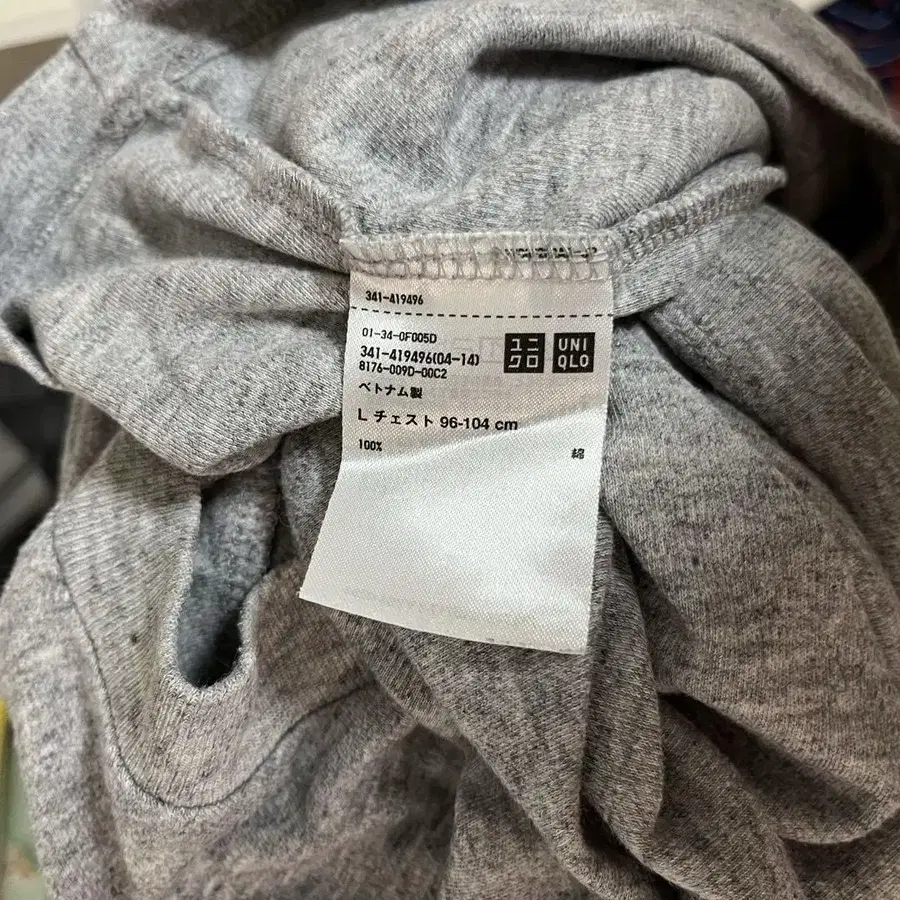 341-419496
01-34-0F005D
341-419496(04-14)
8176-009D-00C2
ユニ
クロ
UNI
QLO
ベトナム製
L チェスト 96-104 cm
100% 綿